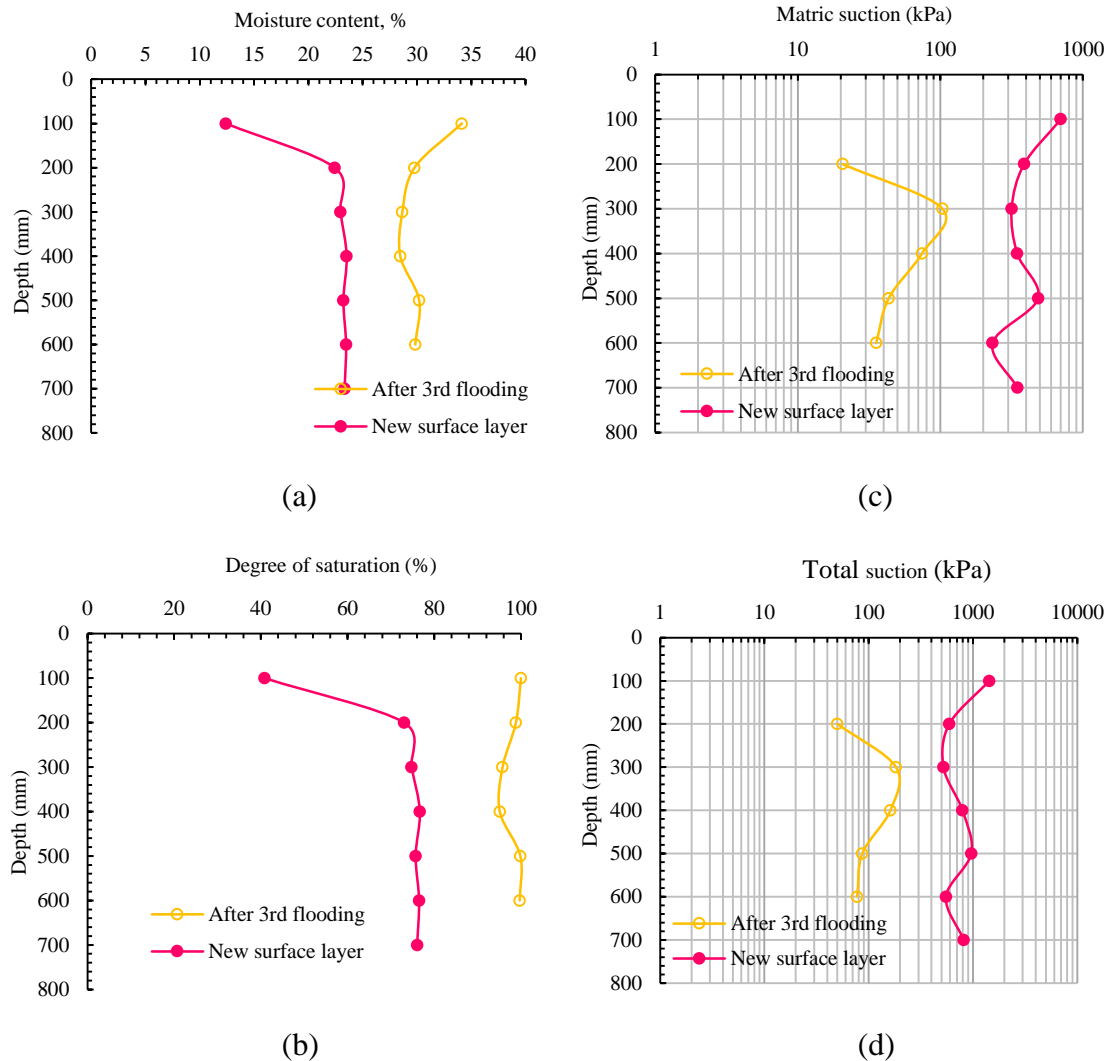 Moisture content, %
0 5 10 15 20 25 30 35 40
0
100
200
300
400
500
600
700
800
Depth (mm)
After 3rd flooding
New surface layer
(a)
Matric suction (kPa)
1 10 100 1000
0
100
200
300
400
500
600
700
800
Depth (mm)
After 3rd flooding
New surface layer
(c)
Degree of saturation (%)
0 20 40 60 80 100
0
100
200
300
400
500
600
700
800
Depth (mm)
After 3rd flooding
New surface layer
(b)
Total suction (kPa)
1 10 100 1000 10000
0
100
200
300
400
500
600
700
800
Depth (mm)
After 3rd flooding
New surface layer
(d)